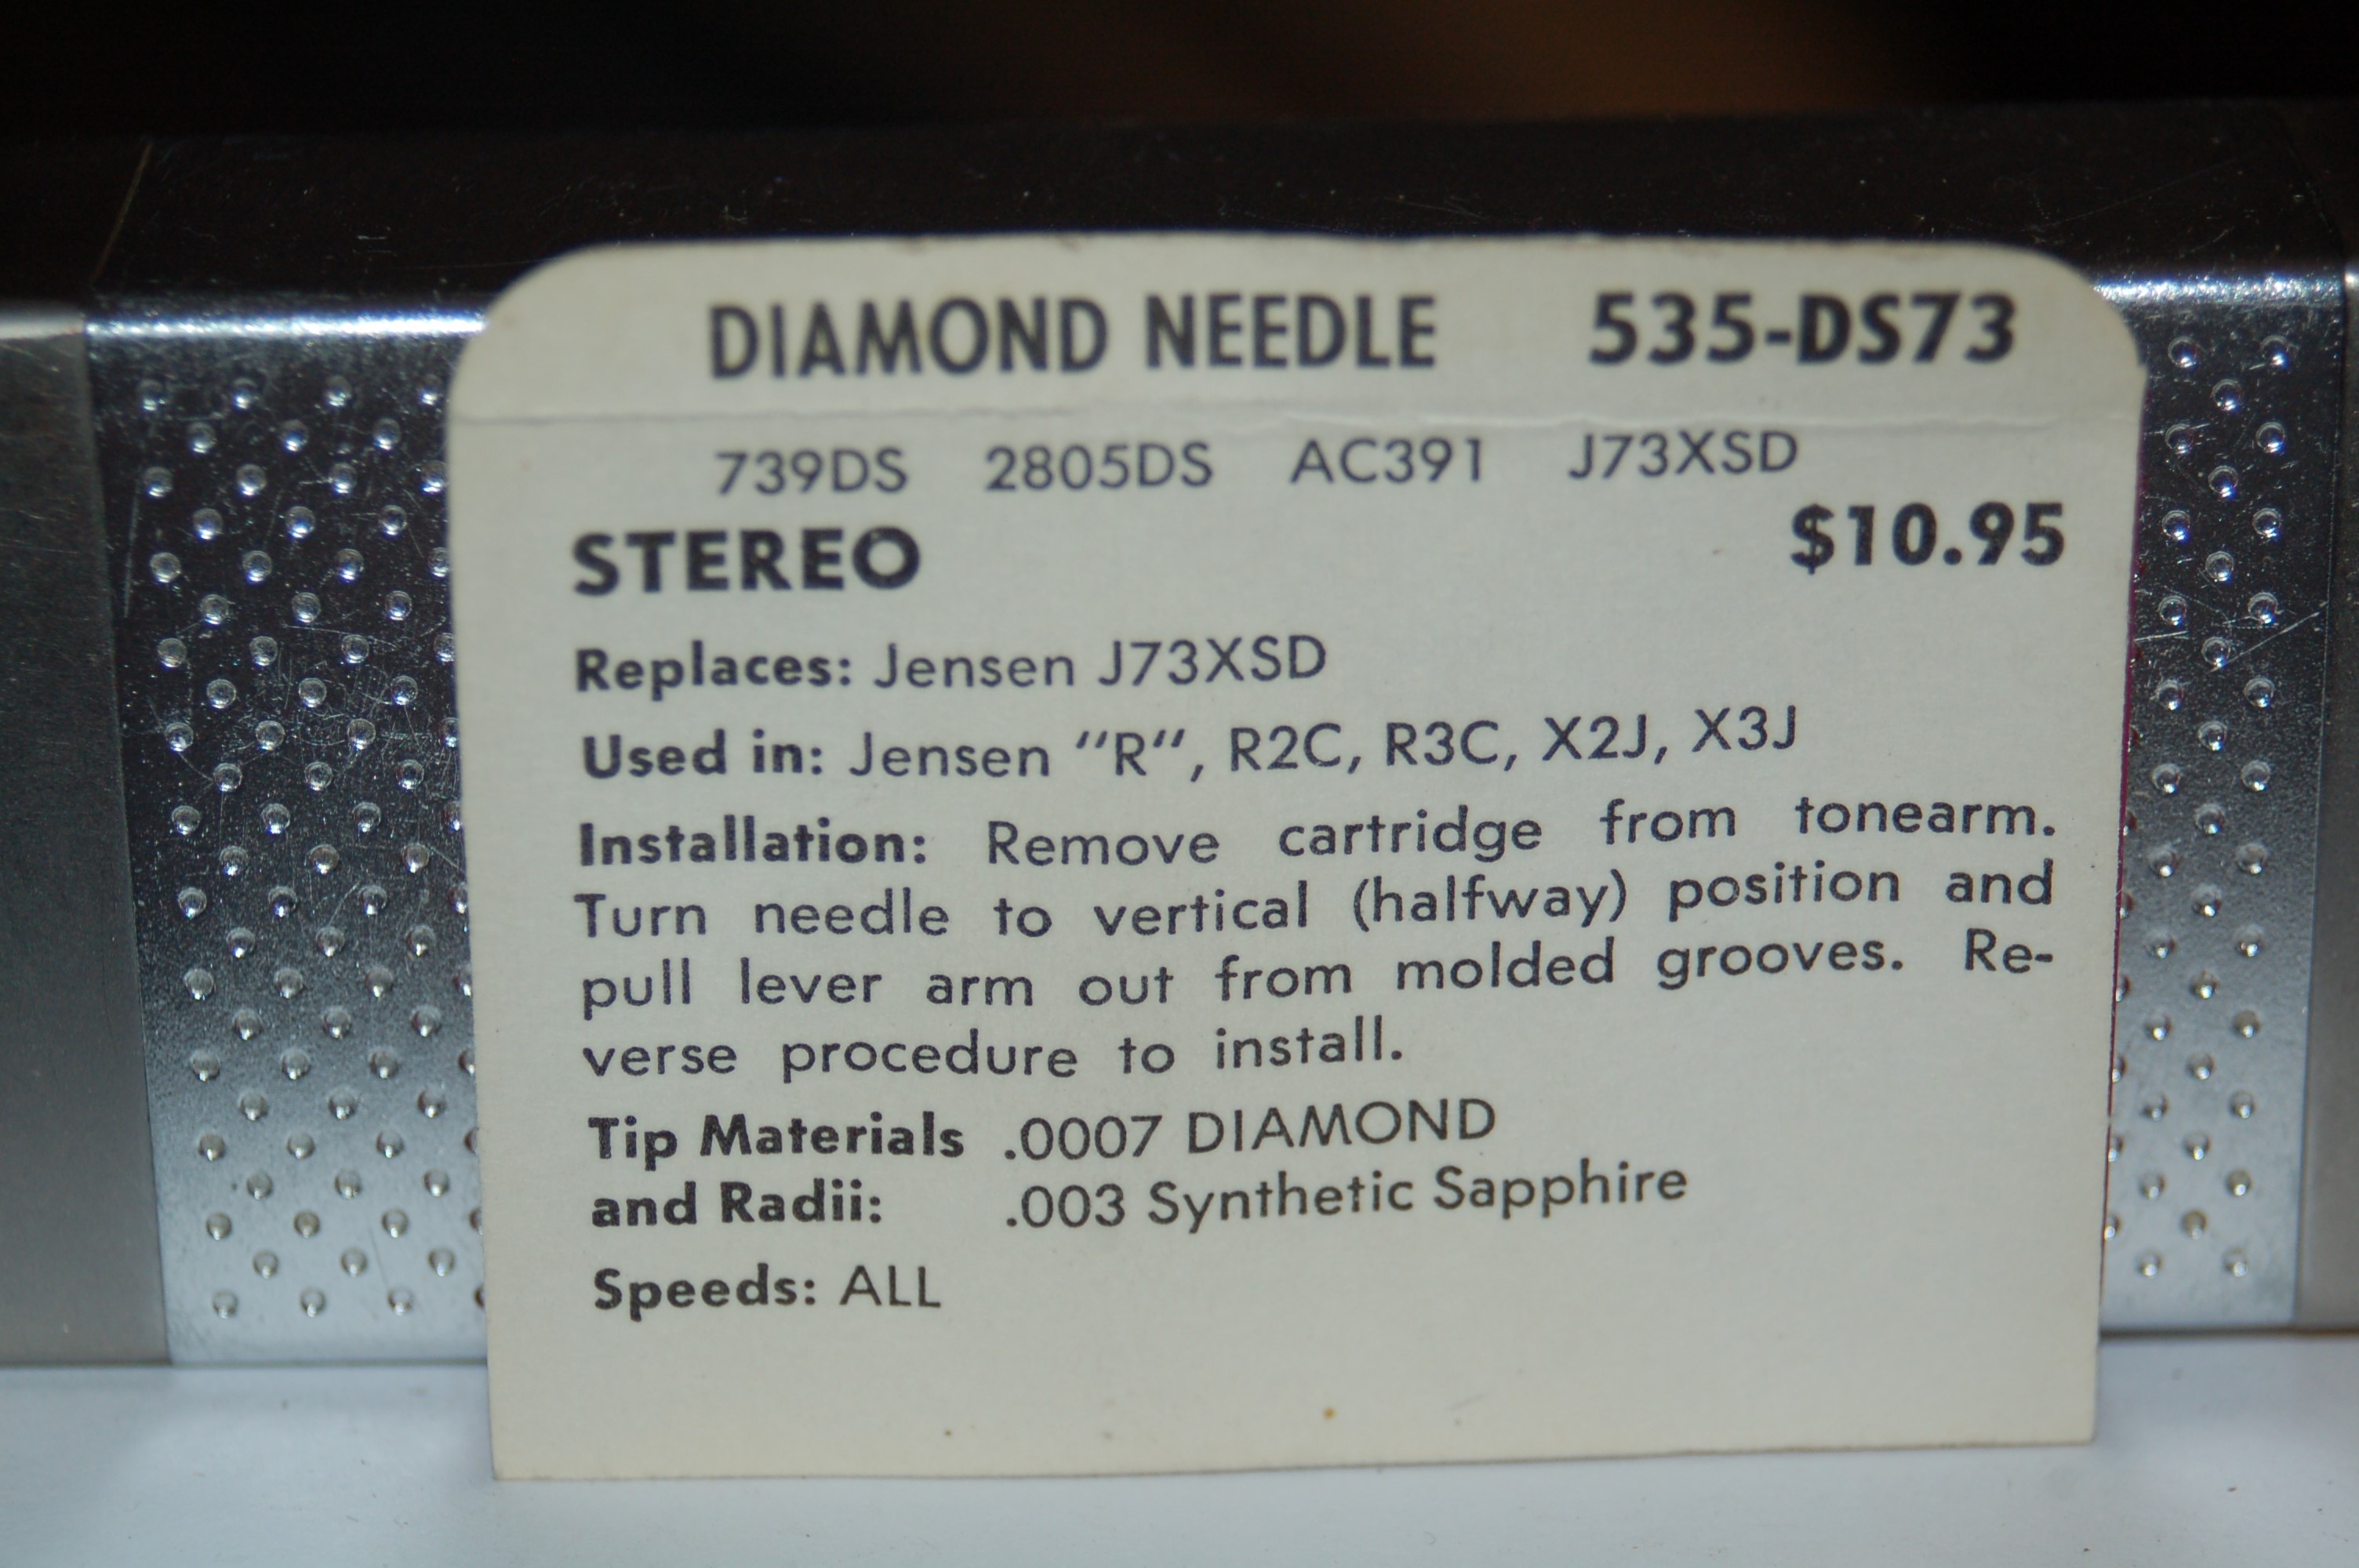 DIAMOND NEEDLE 535-DS73
739DS 2805DS AC391 J73XSD
STEREO $10.95
Replaces: Jensen J73XSD
Used in: Jensen "R", R2C, R3C, X2J, X3J
Installation: Remove cartridge from tonearm.
Turn needle to vertical (halfway) position and
pull lever arm out from molded grooves. Re-
verse procedure to install.
Tip Materials .0007 DIAMOND
and Radii: .003 Synthetic Sapphire
Speeds: ALL